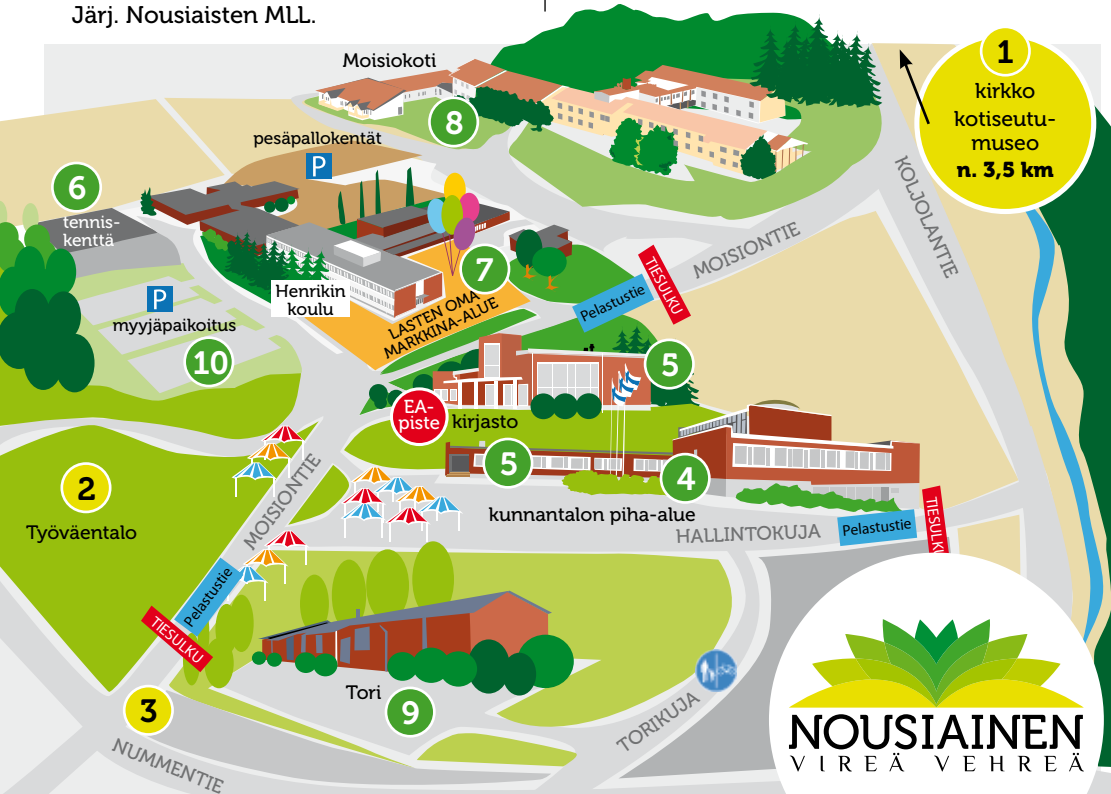 Järj. Nousiaisten MLL.
Moisiokoti
8
1
kirkko
kotiseutu-
museo
n. 3,5 km
pesäpallokentät
P
6
tennis-
kenttä
KOLJOLANTIE
MOISIONTIE
TIESULKU
Pelastustie
7
LASTEN OMA
MARKKINA-ALUE
Henrikin
koulu
P
myyjäpaikoitus
10
5
EA-
piste
kirjasto
5
4
2
Työväentalo
MOISIONTIE
kunnantalon piha-alue
HALLINTOKUJA
Pelastustie
TIESULKU
Pelastustie
TIESULKU
Tori
9
3
TORIKUJA
NUMMENTIE
NOUSIAINEN
VIREÄ VEHREÄ